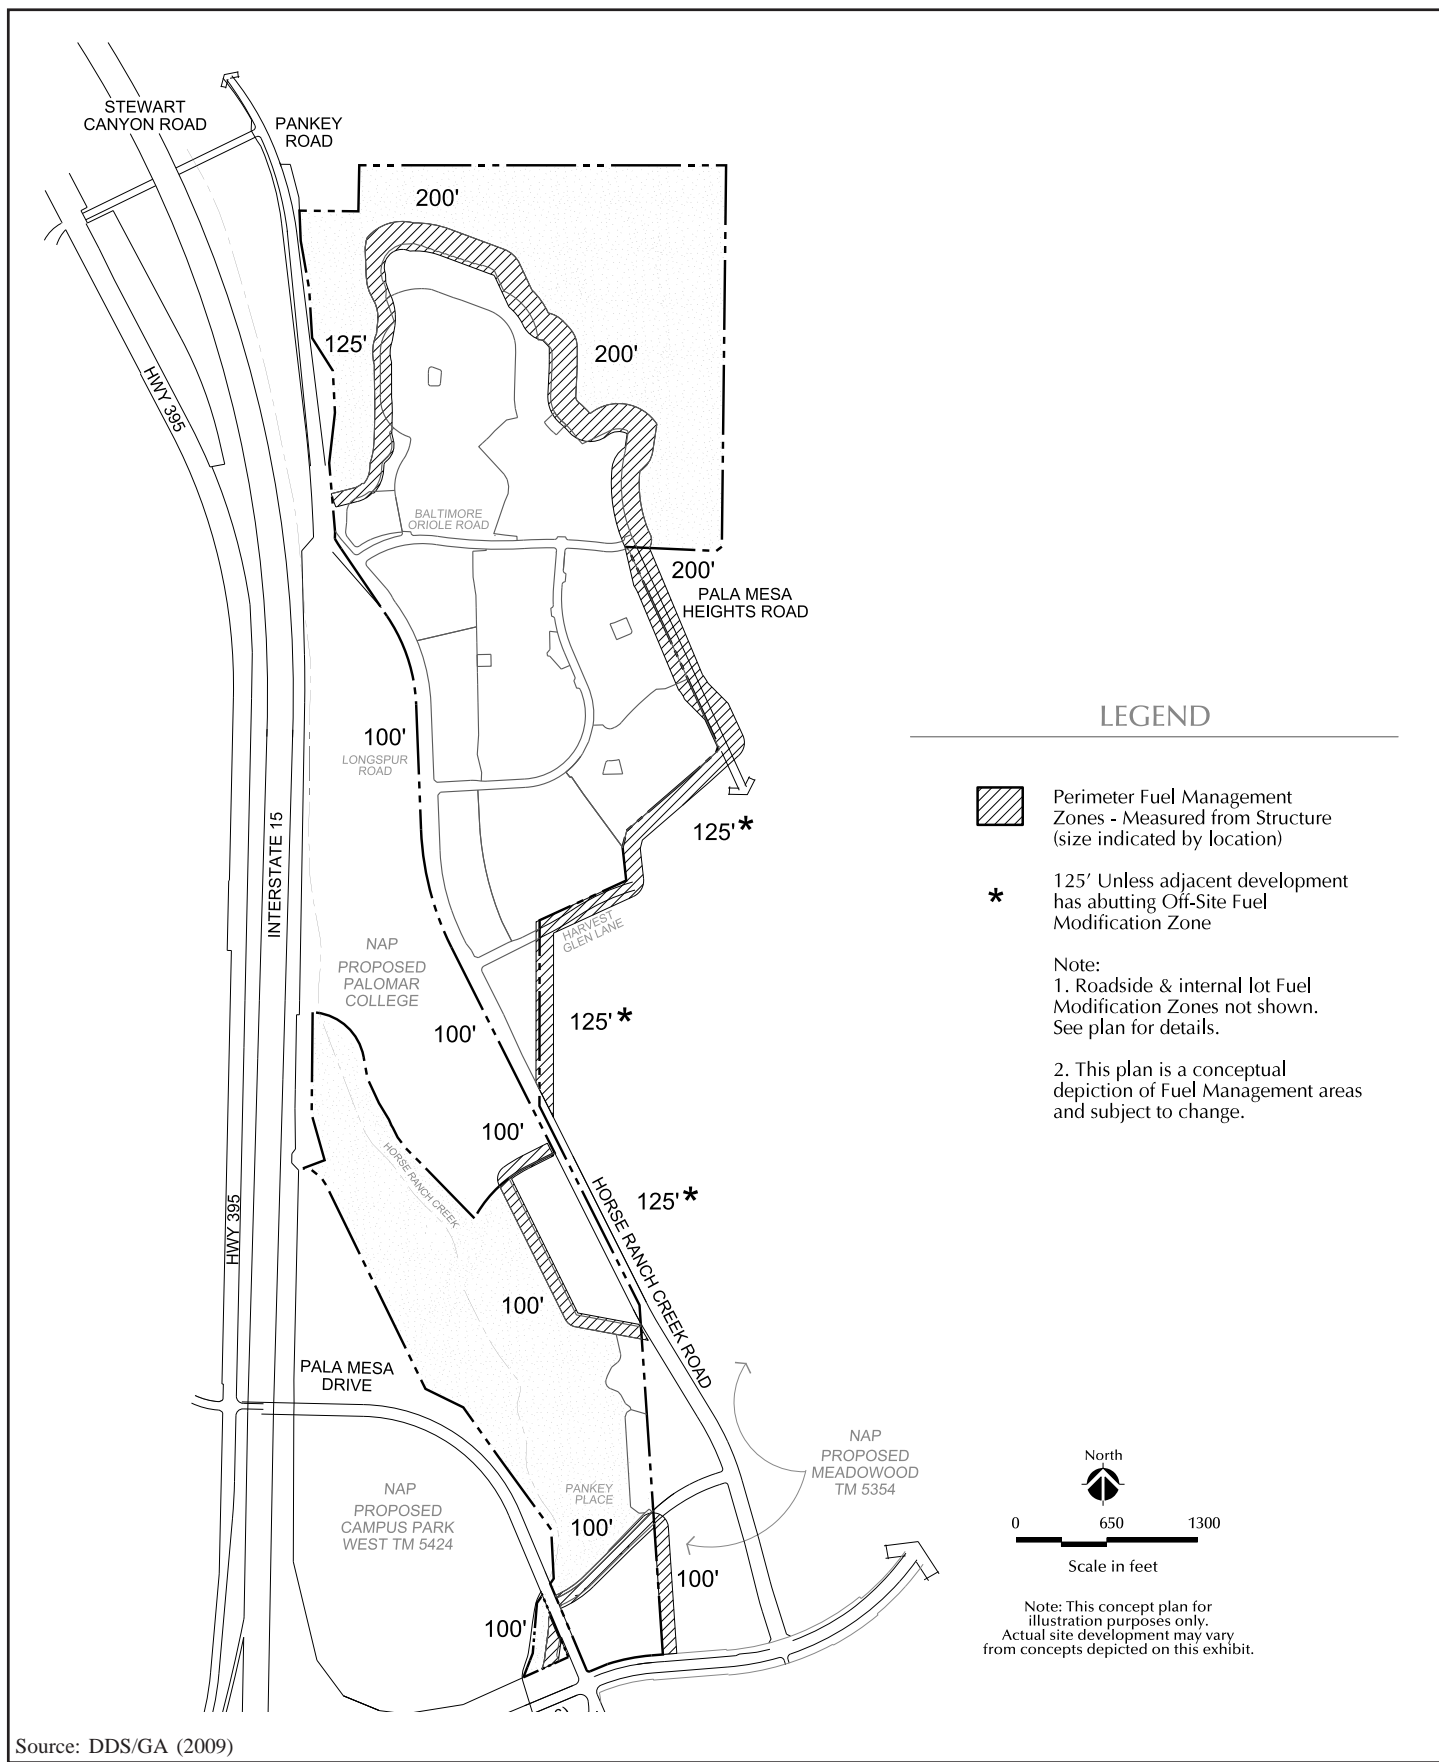 STEWART
CANYON ROAD
PANKEY
ROAD
200'
125'
HWY 395
200'
BALTIMORE
ORIOLE ROAD
200'
PALA MESA
HEIGHTS ROAD
100'
LONGSPUR
ROAD
INTERSTATE 15
125'*
HARVEST
GLEN LANE
NAP
PROPOSED
PALOMAR
COLLEGE
100'
125'*
100'
HORSE RANCH CREEK
125'*
HORSE RANCH CREEK ROAD
HWY 395
100'
PALA MESA
DRIVE
NAP
PROPOSED
MEADOWOOD
TM 5354
NAP
PROPOSED
CAMPUS PARK
WEST TM 5424
PANKEY
PLACE
100'
100'
100'
LEGEND
Perimeter Fuel Management
Zones - Measured from Structure
(size indicated by location)
*
125' Unless adjacent development
has abutting Off-Site Fuel
Modification Zone
Note:
1. Roadside & internal lot Fuel
Modification Zones not shown.
See plan for details.
2. This plan is a conceptual
depiction of Fuel Management areas
and subject to change.
North
0 650 1300
Scale in feet
Note: This concept plan for
illustration purposes only.
Actual site development may vary
from concepts depicted on this exhibit.
Source: DDS/GA (2009)